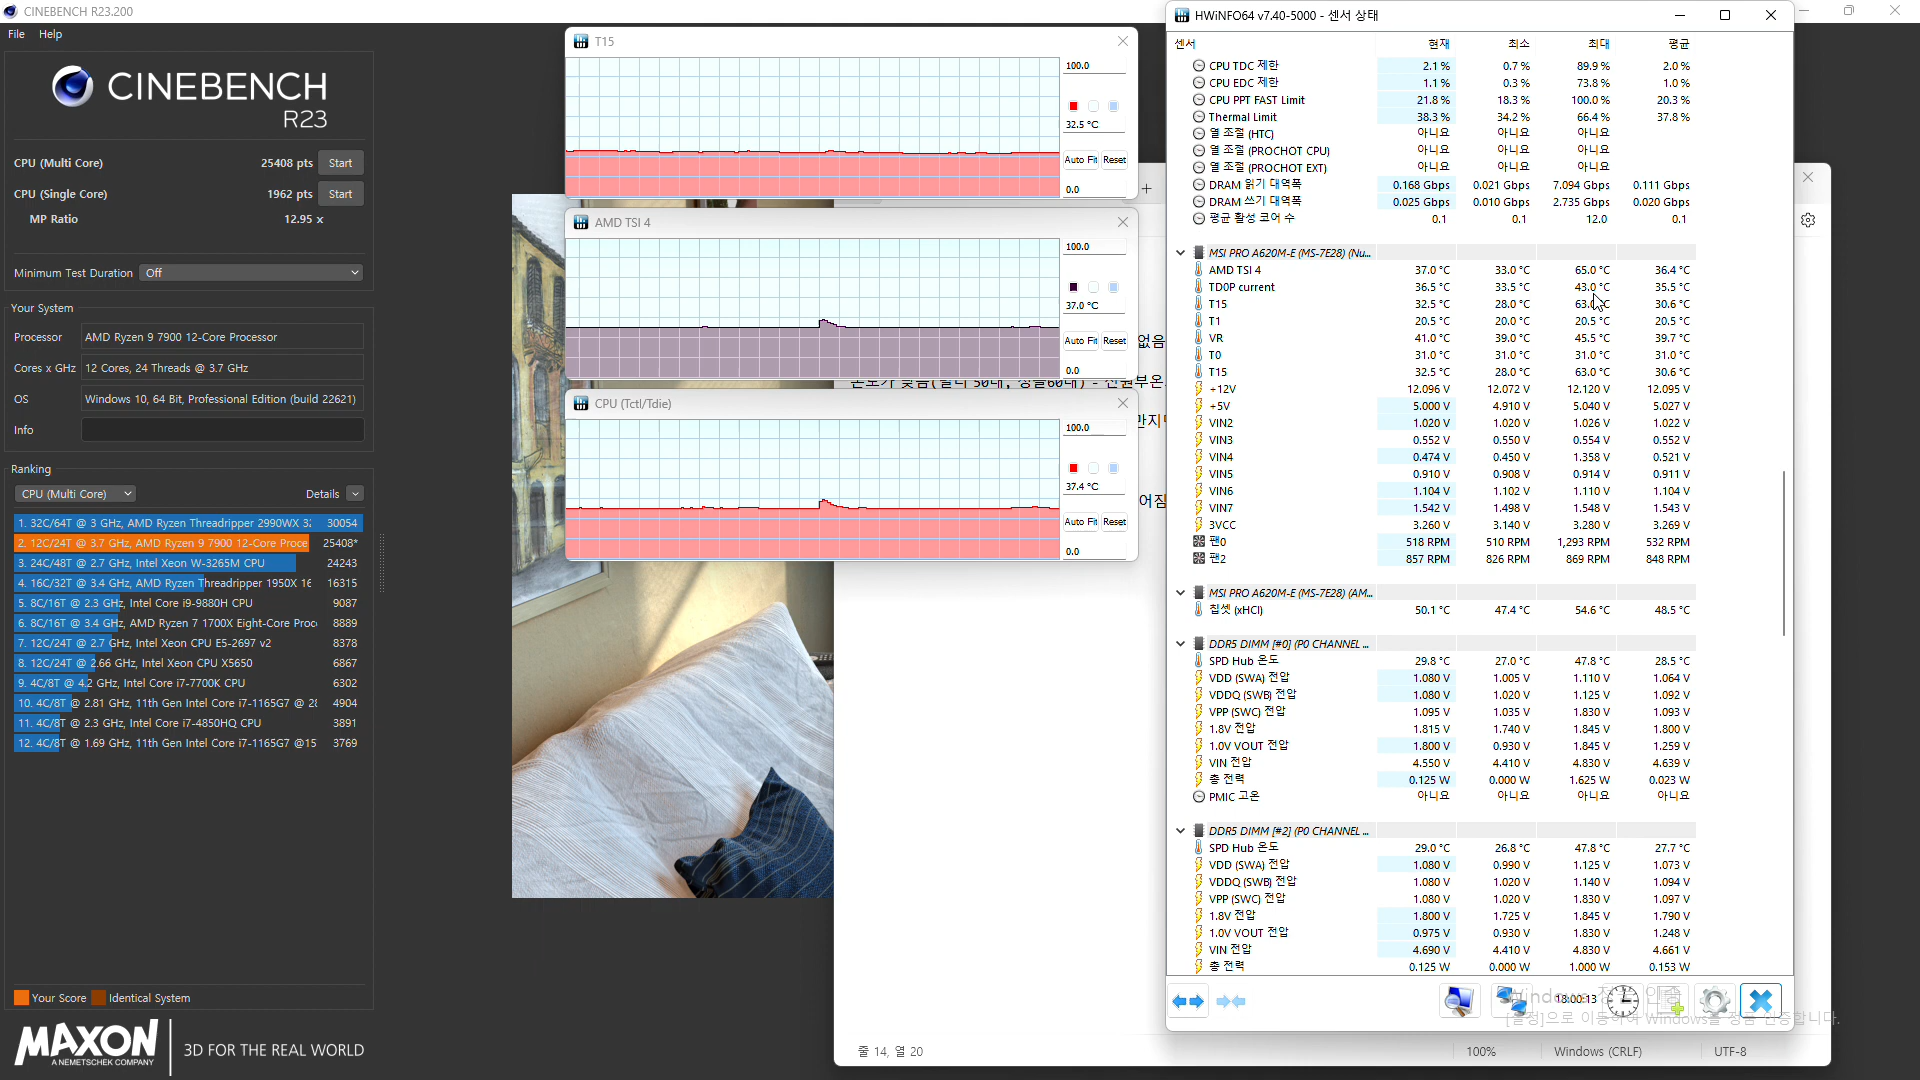 CINEBENCH R23.200
File Help
CINEBENCH
R23
CPU (Multi Core) 25408 pts Start
CPU (Single Core) 1962 pts Start
MP Ratio 12.95 x
Minimum Test Duration Off
Your System
Processor AMD Ryzen 9 7900 12-Core Processor
Cores x GHz 12 Cores, 24 Threads @ 3.7 GHz
OS Windows 10, 64 Bit, Professional Edition (build 22621)
Info
Ranking
CPU (Multi Core) Details
1. 32C/64T @ 3 GHz, AMD Ryzen Threadripper 2990WX 32 30054
2. 12C/24T @ 3.7 GHz, AMD Ryzen 9 7900 12-Core Proce 25408*
3. 24C/48T @ 2.7 GHz, Intel Xeon W-3265M CPU 24243
4. 16C/32T @ 3.4 GHz, AMD Ryzen Threadripper 1950X 16 16315
5. 8C/16T @ 2.3 GHz, Intel Core i9-9880H CPU 9087
6. 8C/16T @ 3.4 GHz, AMD Ryzen 7 1700X Eight-Core Proc 8889
7. 12C/24T @ 2.7 GHz, Intel Xeon CPU E5-2697 v2 8378
8. 12C/24T @ 2.66 GHz, Intel Xeon CPU X5650 6867
9. 4C/8T @ 4.2 GHz, Intel Core i7-7700K CPU 6302
10. 4C/8T @ 2.81 GHz, 11th Gen Intel Core i7-1165G7 @ 28 4904
11. 4C/8T @ 2.3 GHz, Intel Core i7-4850HQ CPU 3891
12. 4C/8T @ 1.69 GHz, 11th Gen Intel Core i7-1165G7 @15 3769
Your Score Identical System
MAXON
A NEMETSCHEK COMPANY
3D FOR THE REAL WORLD
T15
100.0
32.5 °C
Auto Fit Reset
0.0
AMD TSI 4
100.0
37.0 °C
Auto Fit Reset
0.0
CPU (Tctl/Tdie)
100.0
37.4 °C
Auto Fit Reset
0.0
없음
만지
어짐
줄 14, 열 20 100% Windows (CRLF) UTF-8
HWiNFO64 v7.40-5000 - 센서 상태
센서 현재 최소 최대 평균
CPU TDC 제한 2.1 % 0.7 % 89.9 % 2.0 %
CPU EDC 제한 1.1 % 0.3 % 73.8 % 1.0 %
CPU PPT FAST Limit 21.8 % 18.3 % 100.0 % 20.3 %
Thermal Limit 38.3 % 34.2 % 66.4 % 37.8 %
열 조절 (HTC) 아니요 아니요 아니요
열 조절 (PROCHOT CPU) 아니요 아니요 아니요
열 조절 (PROCHOT EXT) 아니요 아니요 아니요
DRAM 읽기 대역폭 0.168 Gbps 0.021 Gbps 7.094 Gbps 0.111 Gbps
DRAM 쓰기 대역폭 0.025 Gbps 0.010 Gbps 2.735 Gbps 0.020 Gbps
평균 활성 코어 수 0.1 0.1 12.0 0.1
MSI PRO A620M-E (MS-7E28) (Nu...
AMD TSI 4 37.0 °C 33.0 °C 65.0 °C 36.4 °C
TD0P current 36.5 °C 33.5 °C 43.0 °C 35.5 °C
T15 32.5 °C 28.0 °C 63.0 °C 30.6 °C
T1 20.5 °C 20.0 °C 20.5 °C 20.5 °C
VR 41.0 °C 39.0 °C 45.5 °C 39.7 °C
T0 31.0 °C 31.0 °C 31.0 °C 31.0 °C
T15 32.5 °C 28.0 °C 63.0 °C 30.6 °C
+12V 12.096 V 12.072 V 12.120 V 12.095 V
+5V 5.000 V 4.910 V 5.040 V 5.027 V
VIN2 1.020 V 1.020 V 1.026 V 1.022 V
VIN3 0.552 V 0.550 V 0.554 V 0.552 V
VIN4 0.474 V 0.450 V 1.358 V 0.521 V
VIN5 0.910 V 0.908 V 0.914 V 0.911 V
VIN6 1.104 V 1.102 V 1.110 V 1.104 V
VIN7 1.542 V 1.498 V 1.548 V 1.543 V
3VCC 3.260 V 3.140 V 3.280 V 3.269 V
팬0 518 RPM 510 RPM 1,293 RPM 532 RPM
팬2 857 RPM 826 RPM 869 RPM 848 RPM
MSI PRO A620M-E (MS-7E28) (AM...
칩셋 (xHCI) 50.1 °C 47.4 °C 54.6 °C 48.5 °C
DDR5 DIMM [#0] (P0 CHANNEL ...
SPD Hub 온도 29.8 °C 27.0 °C 47.8 °C 28.5 °C
VDD (SWA) 전압 1.080 V 1.005 V 1.110 V 1.064 V
VDDQ (SWB) 전압 1.080 V 1.020 V 1.125 V 1.092 V
VPP (SWC) 전압 1.095 V 1.035 V 1.830 V 1.093 V
1.8V 전압 1.815 V 1.740 V 1.845 V 1.800 V
1.0V VOUT 전압 1.800 V 0.930 V 1.845 V 1.259 V
VIN 전압 4.550 V 4.410 V 4.830 V 4.639 V
총 전력 0.125 W 0.000 W 1.625 W 0.023 W
PMIC 고온 아니요 아니요 아니요 아니요
DDR5 DIMM [#2] (P0 CHANNEL ...
SPD Hub 온도 29.0 °C 26.8 °C 47.8 °C 27.7 °C
VDD (SWA) 전압 1.080 V 0.990 V 1.125 V 1.073 V
VDDQ (SWB) 전압 1.080 V 1.020 V 1.140 V 1.094 V
VPP (SWC) 전압 1.080 V 1.020 V 1.830 V 1.097 V
1.8V 전압 1.800 V 1.725 V 1.845 V 1.790 V
1.0V VOUT 전압 0.975 V 0.930 V 1.830 V 1.248 V
VIN 전압 4.690 V 4.410 V 4.830 V 4.661 V
총 전력 0.125 W 0.000 W 1.000 W 0.153 W
18:00:13
Windows 정품 인증
[설정]으로 이동하여 Windows를 정품 인증합니다.